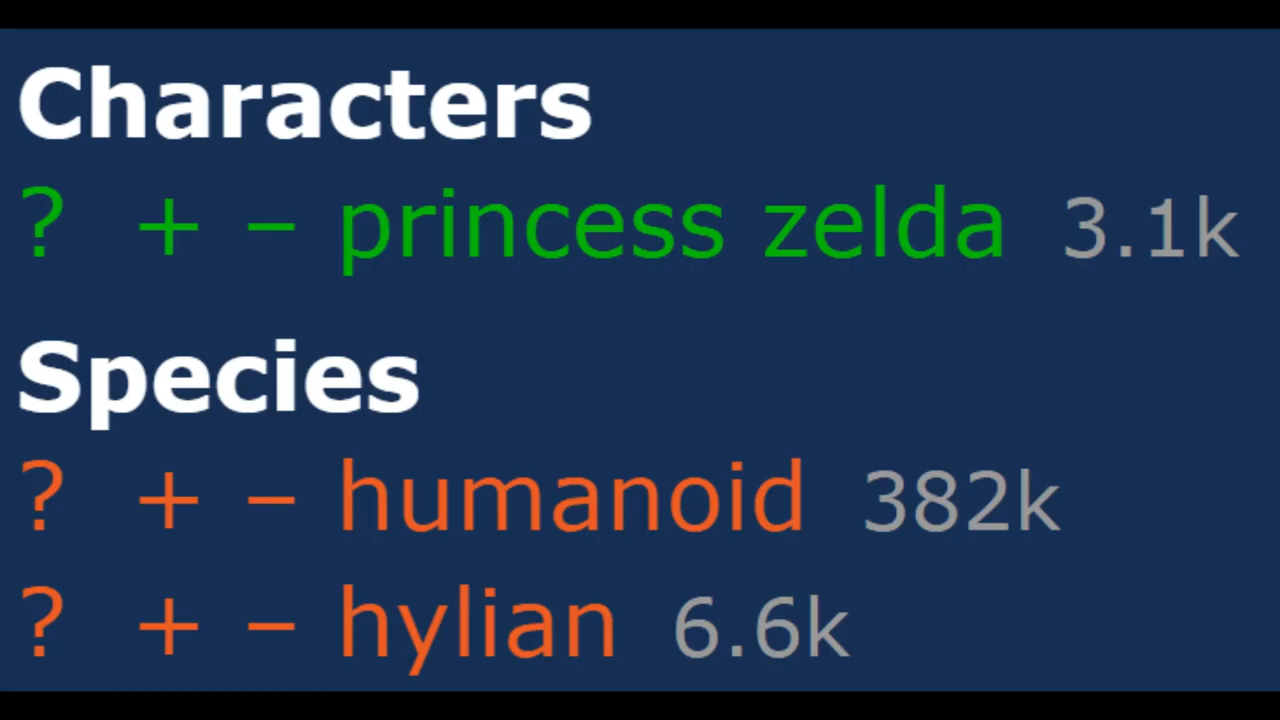 Characters
? + – princess zelda 3.1k
Species
? + – humanoid 382k
? + – hylian 6.6k